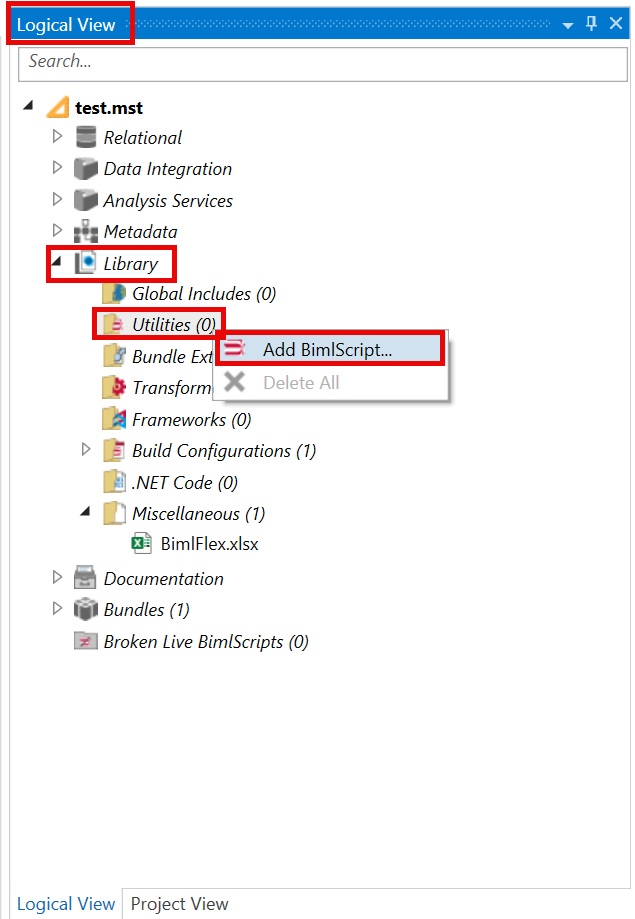 Logical View
Search...
test.mst
Relational
Data Integration
Analysis Services
Metadata
Library
Global Includes (0)
Utilities (0)
Add BimlScript...
Bundle Ext
Delete All
Transform
Frameworks (0)
Build Configurations (1)
.NET Code (0)
Miscellaneous (1)
BimlFlex.xlsx
Documentation
Bundles (1)
Broken Live BimlScripts (0)
Logical View Project View